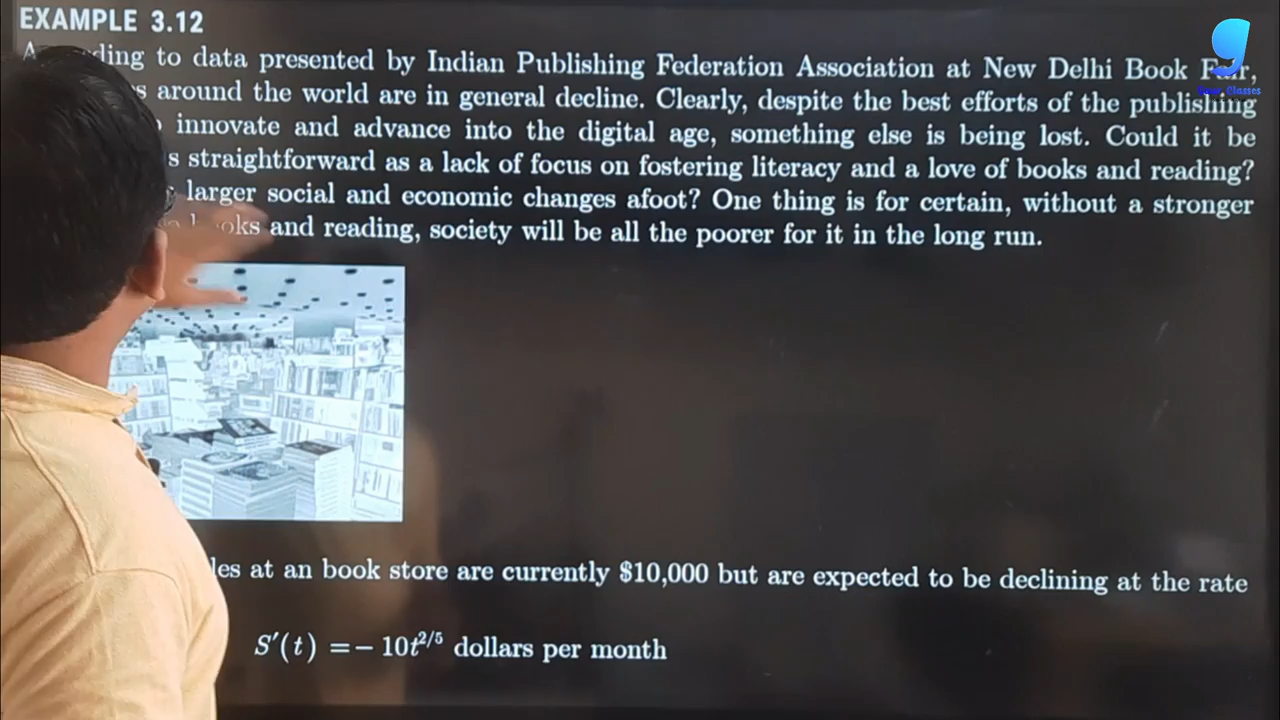 EXAMPLE 3.12
to data presented by Indian Publishing Federation Association at New Delhi Book Fair,
around the world are in general decline. Clearly, despite the best efforts of the publishing
innovate and advance into the digital age, something else is being lost. Could it be
straightforward as a lack of focus on fostering literacy and a love of books and reading?
larger social and economic changes afoot? One thing is for certain, without a stronger
and reading, society will be all the poorer for it in the long run.
at an book store are currently $10,000 but are expected to be declining at the rate
S′(t) = − 10t^{2/5} dollars per month